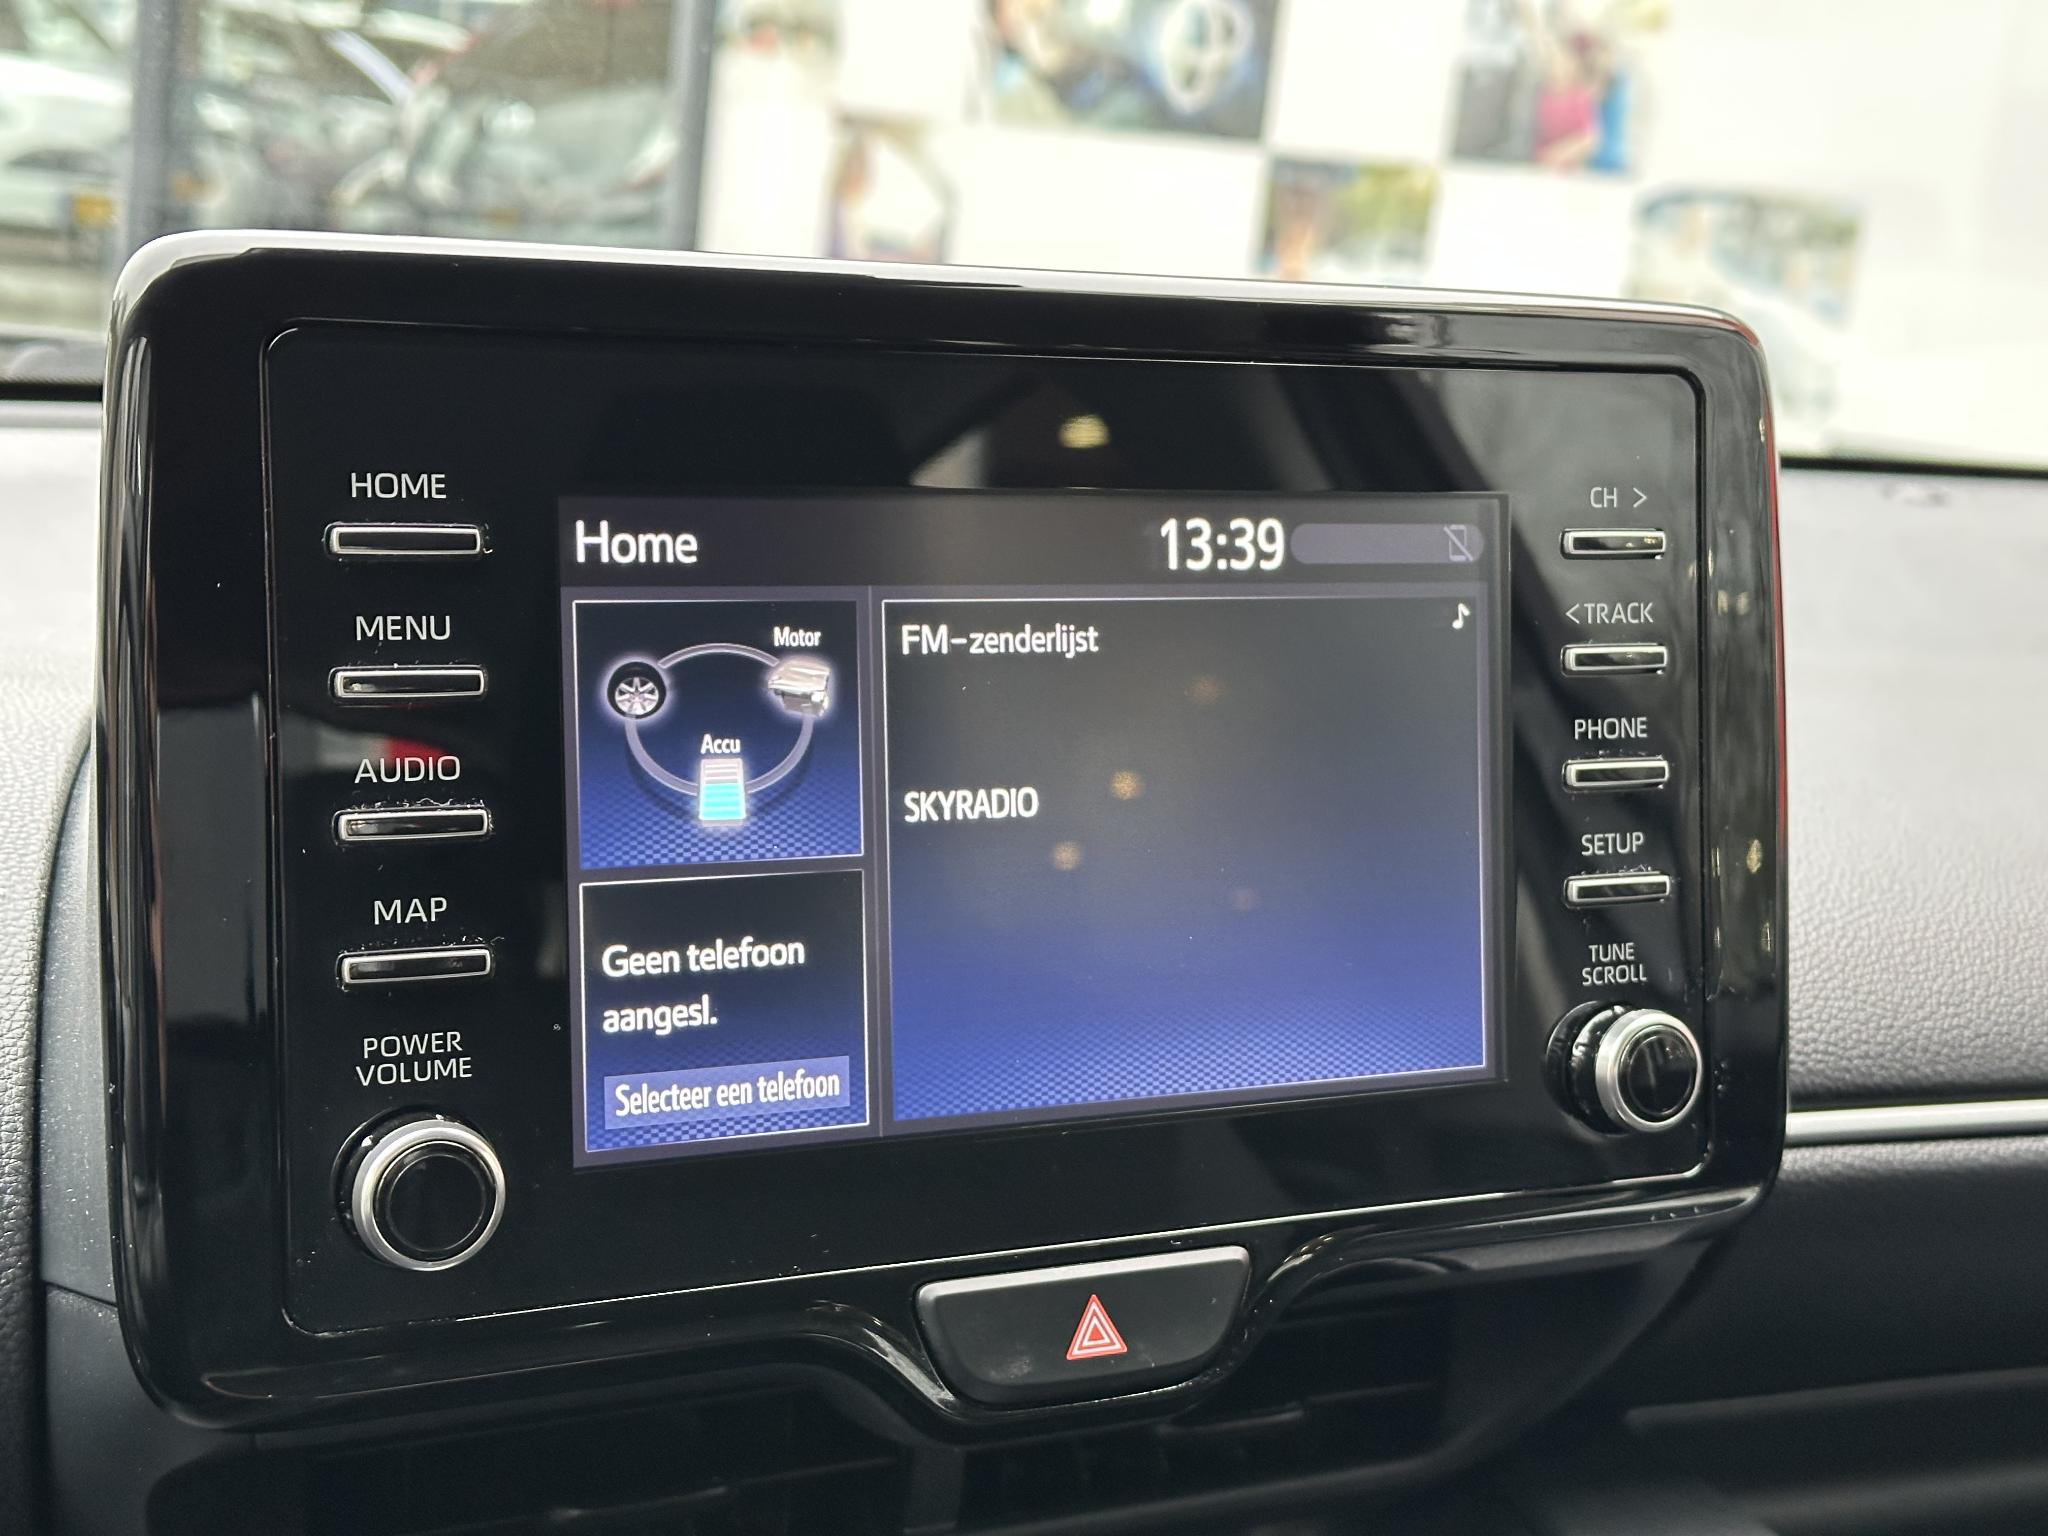 HOME
MENU
AUDIO
MAP
POWER
VOLUME
Home
13:39
Motor
Accu
Geen telefoon
aangesl.
Selecteer een telefoon
FM-zenderlijst
SKYRADIO
CH >
<TRACK
PHONE
SETUP
TUNE
SCROLL